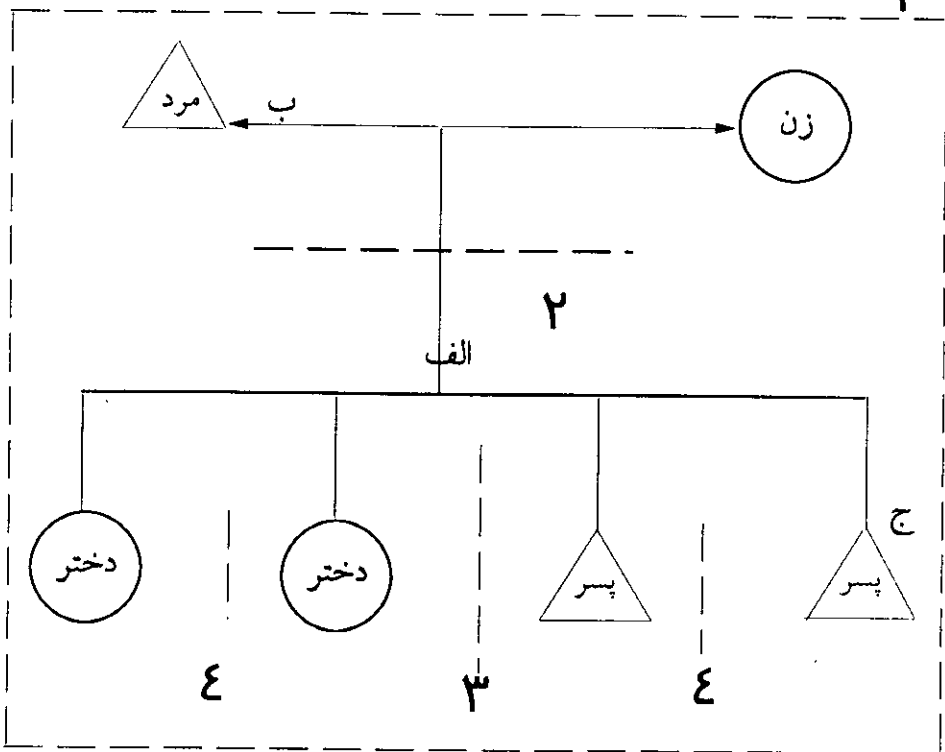 زن ب مرد
۲
الف
ج
پسر پسر دختر دختر
٤ ۳ ٤